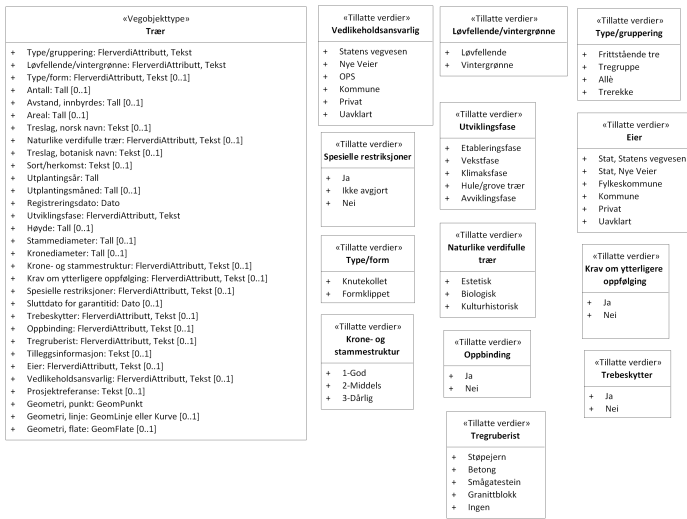 «Vegobjekttype»
Trær
+ Type/gruppering: FlerverdiAttributt, Tekst
+ Løvfellende/vintergrønne: FlerverdiAttributt, Tekst
+ Type/form: FlerverdiAttributt, Tekst [0..1]
+ Antall: Tall [0..1]
+ Avstand, innbyrdes: Tall [0..1]
+ Areal: Tall [0..1]
+ Treslag, norsk navn: Tekst [0..1]
+ Naturlike verdifulle trær: FlerverdiAttributt, Tekst [0..1]
+ Treslag, botanisk navn: Tekst [0..1]
+ Sort/herkomst: Tekst [0..1]
+ Utplantingsår: Tall
+ Utplantingsmåned: Tall [0..1]
+ Registreringsdato: Dato
+ Utviklingsfase: FlerverdiAttributt, Tekst
+ Høyde: Tall [0..1]
+ Stammediameter: Tall [0..1]
+ Kronediameter: Tall [0..1]
+ Krone- og stammestruktur: FlerverdiAttributt, Tekst [0..1]
+ Krav om ytterligere oppfølging: FlerverdiAttributt, Tekst [0..1]
+ Spesielle restriksjoner: FlerverdiAttributt, Tekst [0..1]
+ Sluttdato for garantitid: Dato [0..1]
+ Trebeskytter: FlerverdiAttributt, Tekst [0..1]
+ Oppbinding: FlerverdiAttributt, Tekst [0..1]
+ Tregruberist: FlerverdiAttributt, Tekst [0..1]
+ Tilleggsinformasjon: Tekst [0..1]
+ Eier: FlerverdiAttributt, Tekst [0..1]
+ Vedlikeholdsansvarlig: FlerverdiAttributt, Tekst [0..1]
+ Prosjektreferanse: Tekst [0..1]
+ Geometri, punkt: GeomPunkt
+ Geometri, linje: GeomLinje eller Kurve [0..1]
+ Geometri, flate: GeomFlate [0..1]
«Tillatte verdier»
Vedlikeholdsansvarlig
+ Statens vegvesen
+ Nye Veier
+ OPS
+ Kommune
+ Privat
+ Uavklart
«Tillatte verdier»
Spesielle restriksjoner
+ Ja
+ Ikke avgjort
+ Nei
«Tillatte verdier»
Type/form
+ Knutekollet
+ Formklippet
«Tillatte verdier»
Krone- og
stammestruktur
+ 1-God
+ 2-Middels
+ 3-Dårlig
«Tillatte verdier»
Løvfellende/vintergrønne
+ Løvfellende
+ Vintergrønne
«Tillatte verdier»
Utviklingsfase
+ Etableringsfase
+ Vekstfase
+ Klimaksfase
+ Hule/grove trær
+ Avviklingsfase
«Tillatte verdier»
Naturlike verdifulle
trær
+ Estetisk
+ Biologisk
+ Kulturhistorisk
«Tillatte verdier»
Oppbinding
+ Ja
+ Nei
«Tillatte verdier»
Tregruberist
+ Støpejern
+ Betong
+ Smågatestein
+ Granittblokk
+ Ingen
«Tillatte verdier»
Type/gruppering
+ Frittstående tre
+ Tregruppe
+ Allè
+ Trerekke
«Tillatte verdier»
Eier
+ Stat, Statens vegvesen
+ Stat, Nye Veier
+ Fylkeskommune
+ Kommune
+ Privat
+ Uavklart
«Tillatte verdier»
Krav om ytterligere
oppfølging
+ Ja
+ Nei
«Tillatte verdier»
Trebeskytter
+ Ja
+ Nei